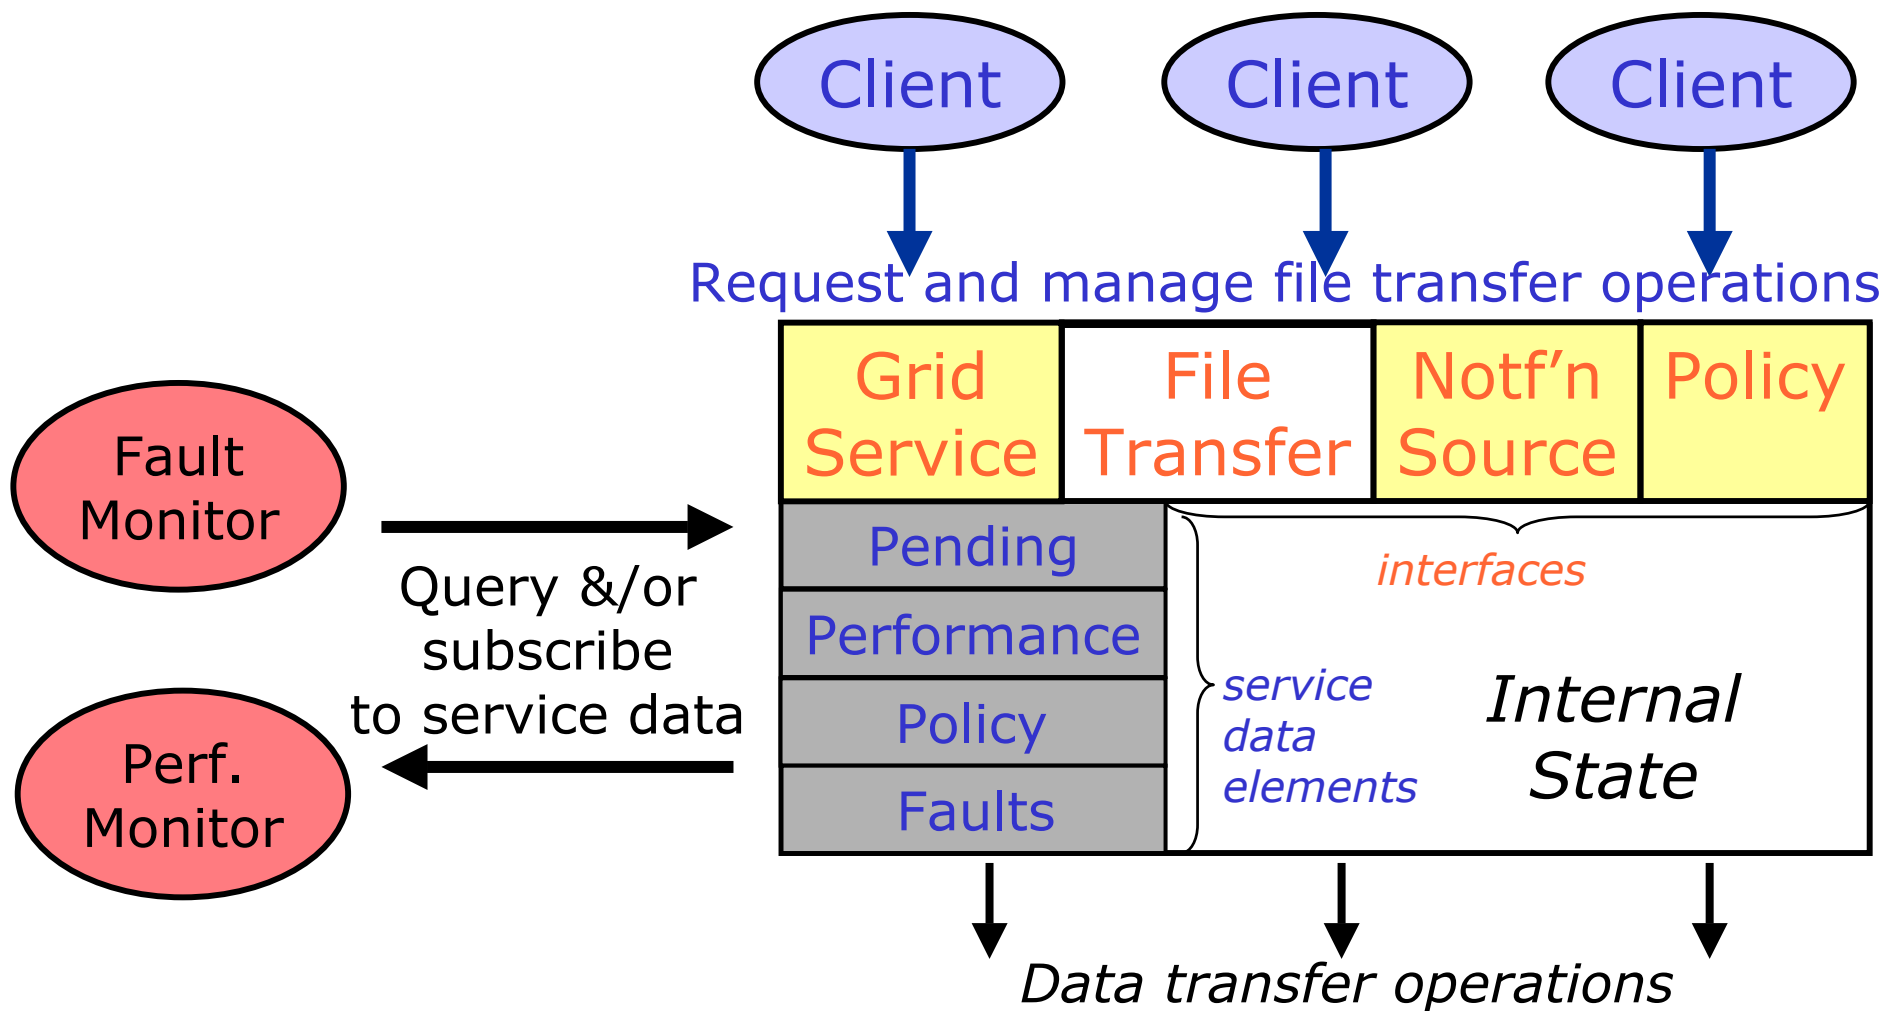 Client
Client
Client
Request and manage file transfer operations
Grid
Service
File
Transfer
Notf’n
Source
Policy
Fault
Monitor
Query &/or
subscribe
to service data
Perf.
Monitor
Pending
Performance
Policy
Faults
interfaces
service
data
elements
Internal
State
Data transfer operations